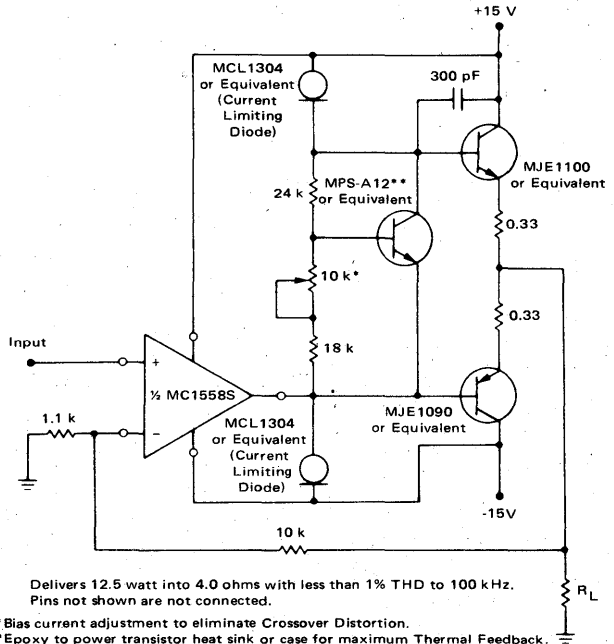 +15 V
MCL1304
or Equivalent
(Current
Limiting
Diode)
300 pF
MJE1100
or Equivalent
24 k
MPS-A12**
or Equivalent
0.33
10 k*
0.33
18 k
Input
+
½ MC1558S
−
1.1 k
MJE1090
or Equivalent
MCL1304
or Equivalent
(Current
Limiting
Diode)
-15V
10 k
RL
Delivers 12.5 watt into 4.0 ohms with less than 1% THD to 100 kHz.
Pins not shown are not connected.
*Bias current adjustment to eliminate Crossover Distortion.
*Epoxy to power transistor heat sink or case for maximum Thermal Feedback.